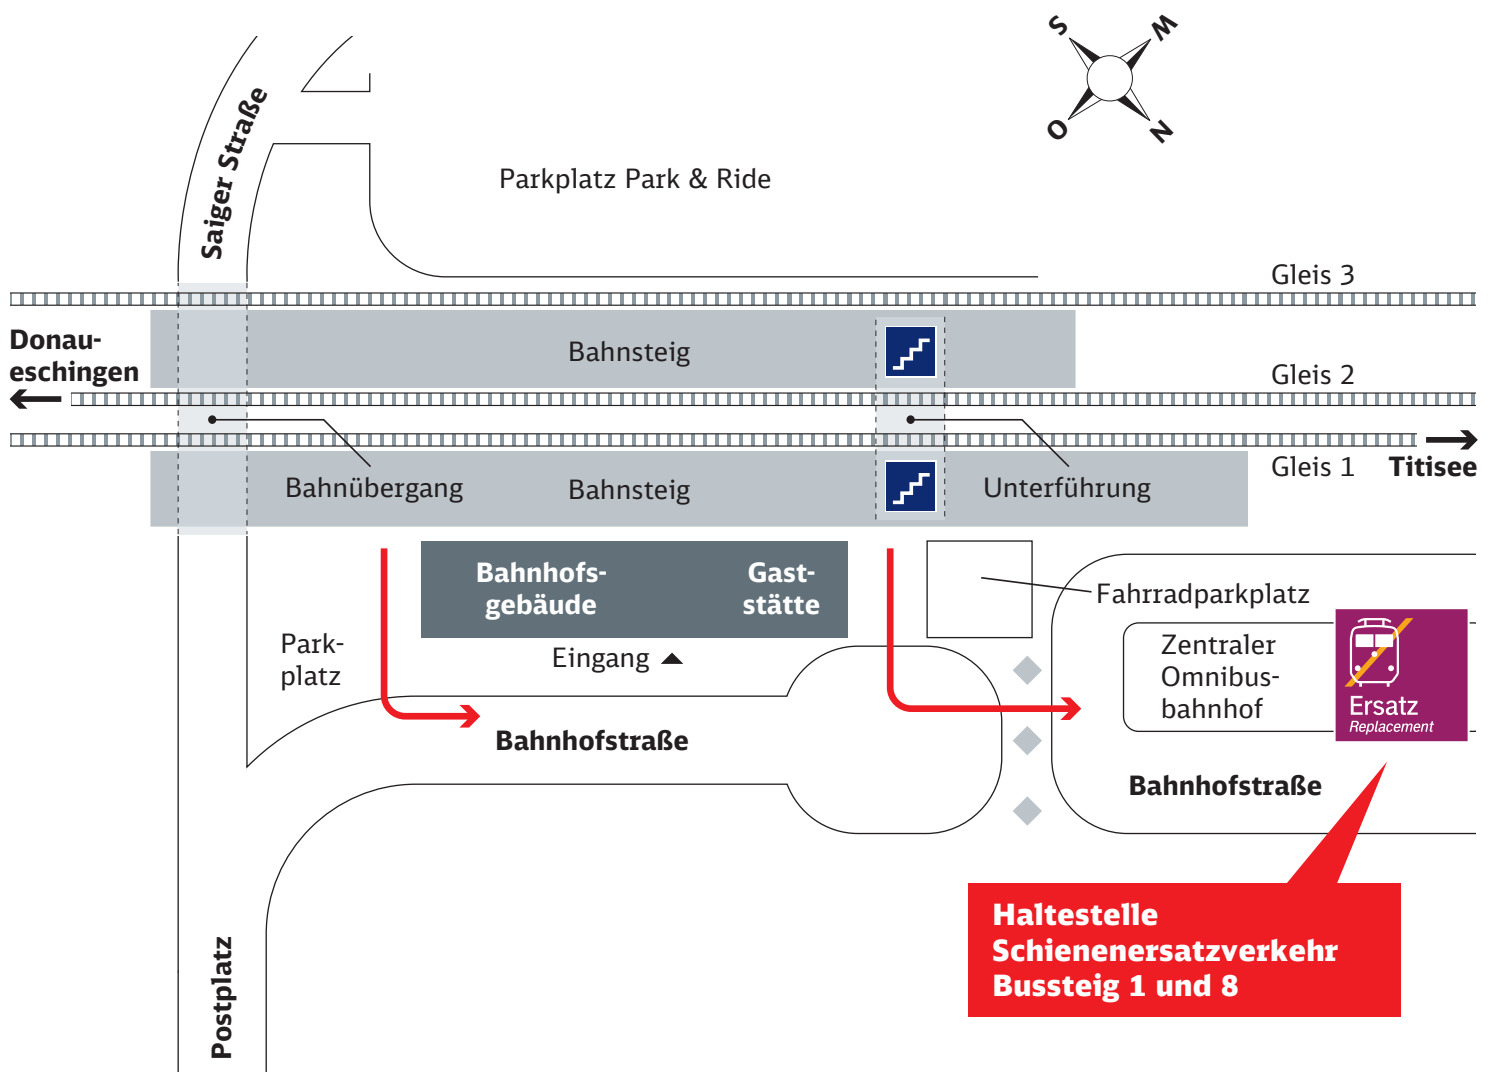 S
W
O
N
Saiger Straße
Parkplatz Park & Ride
Gleis 3
Donau-
eschingen
Bahnsteig
Gleis 2
Gleis 1
Titisee
Bahnübergang
Bahnsteig
Unterführung
Bahnhofs-
gebäude
Gast-
stätte
Fahrradparkplatz
Park-
platz
Eingang
Zentraler
Omnibus-
bahnhof
Ersatz
Replacement
Bahnhofstraße
Bahnhofstraße
Haltestelle
Schienenersatzverkehr
Bussteig 1 und 8
Postplatz